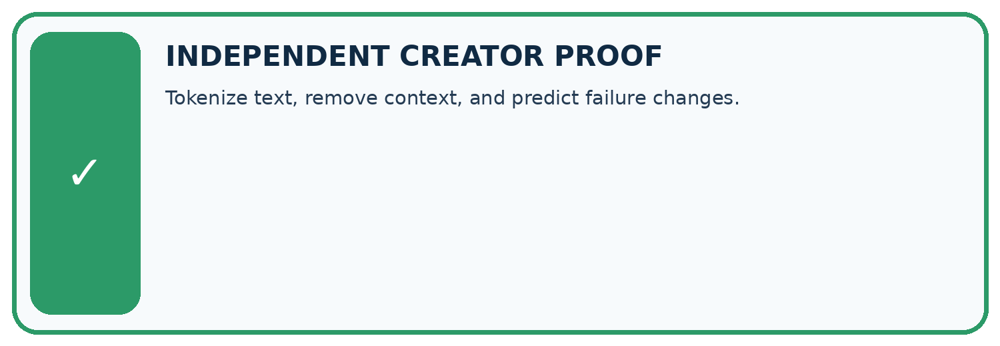 INDEPENDENT CREATOR PROOF
Tokenize text, remove context, and predict failure changes.
✓